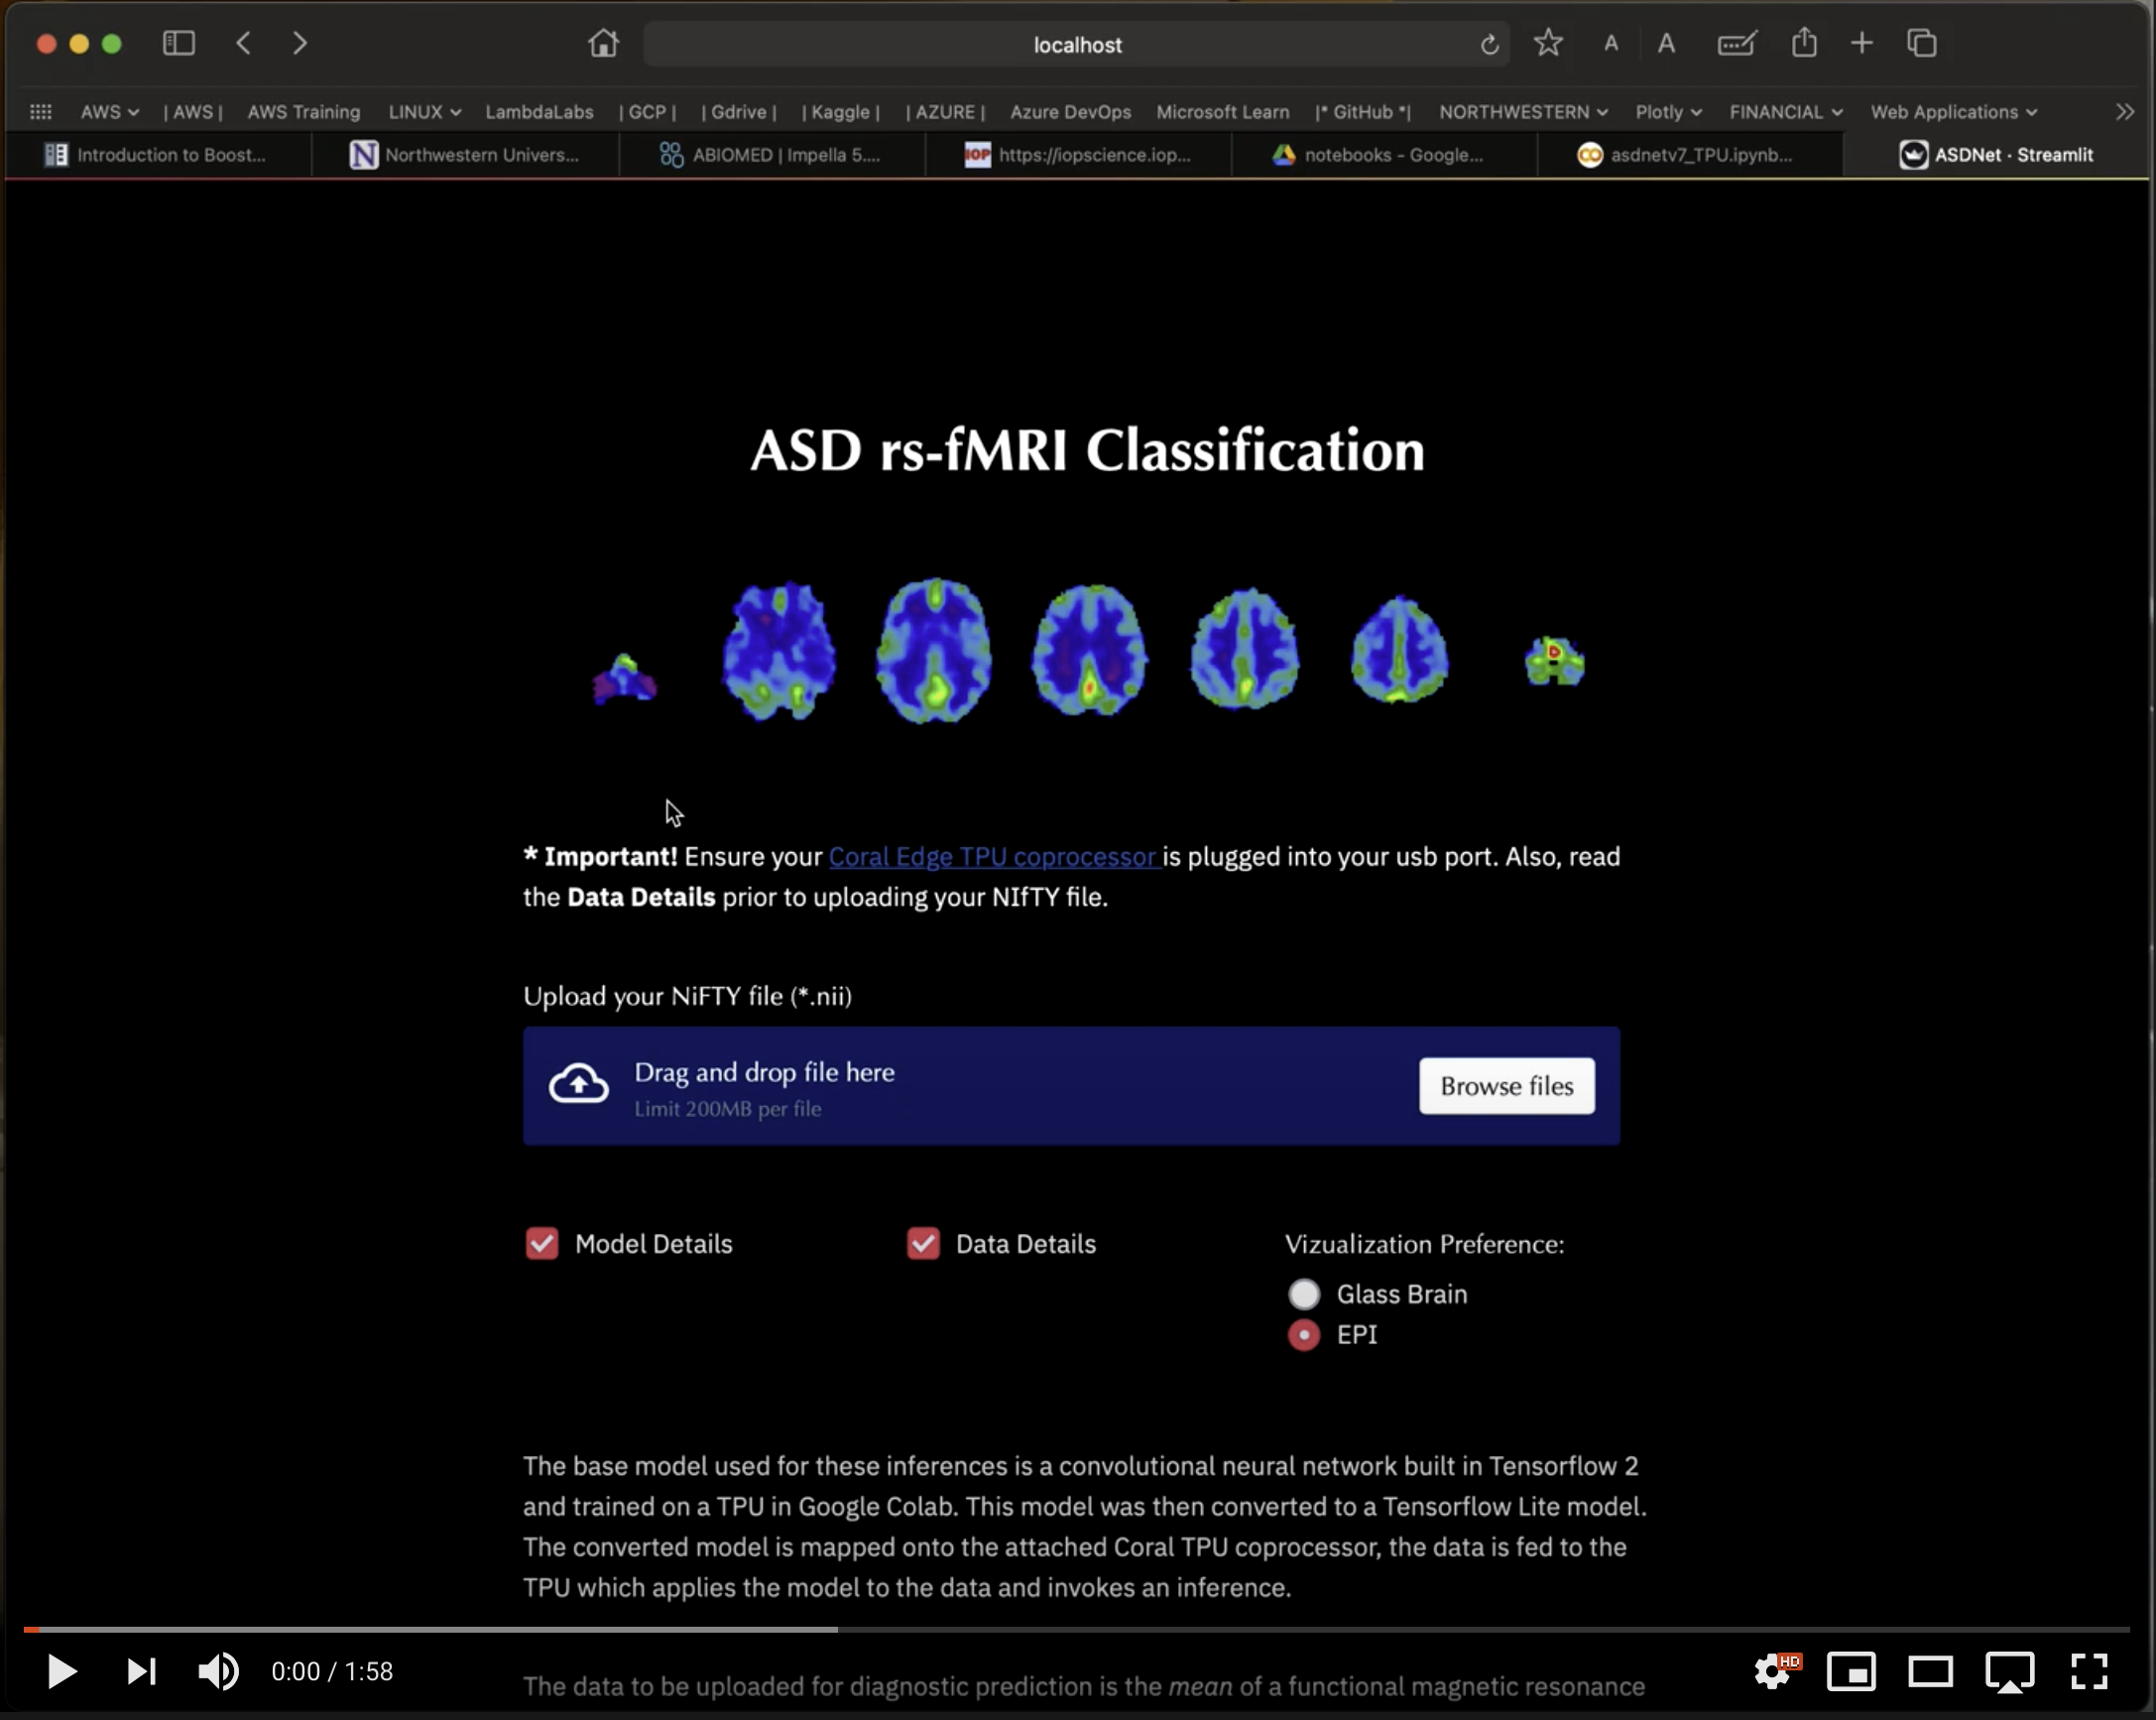 localhost
A A
AWS | AWS | AWS Training LINUX LambdaLabs | GCP | | Gdrive | | Kaggle | | AZURE | Azure DevOps Microsoft Learn |* GitHub *| NORTHWESTERN Plotly FINANCIAL Web Applications
Introduction to Boost... N Northwestern Univers... ABIOMED | Impella 5.... IOP https://iopscience.iop... notebooks - Google... CO asdnetv7_TPU.ipynb... ASDNet · Streamlit
ASD rs-fMRI Classification
* Important! Ensure your Coral Edge TPU coprocessor is plugged into your usb port. Also, read
the Data Details prior to uploading your NIfTY file.
Upload your NiFTY file (*.nii)
Drag and drop file here
Limit 200MB per file
Browse files
Model Details
Data Details
Vizualization Preference:
Glass Brain
EPI
The base model used for these inferences is a convolutional neural network built in Tensorflow 2
and trained on a TPU in Google Colab. This model was then converted to a Tensorflow Lite model.
The converted model is mapped onto the attached Coral TPU coprocessor, the data is fed to the
TPU which applies the model to the data and invokes an inference.
The data to be uploaded for diagnostic prediction is the mean of a functional magnetic resonance
0:00 / 1:58
HD